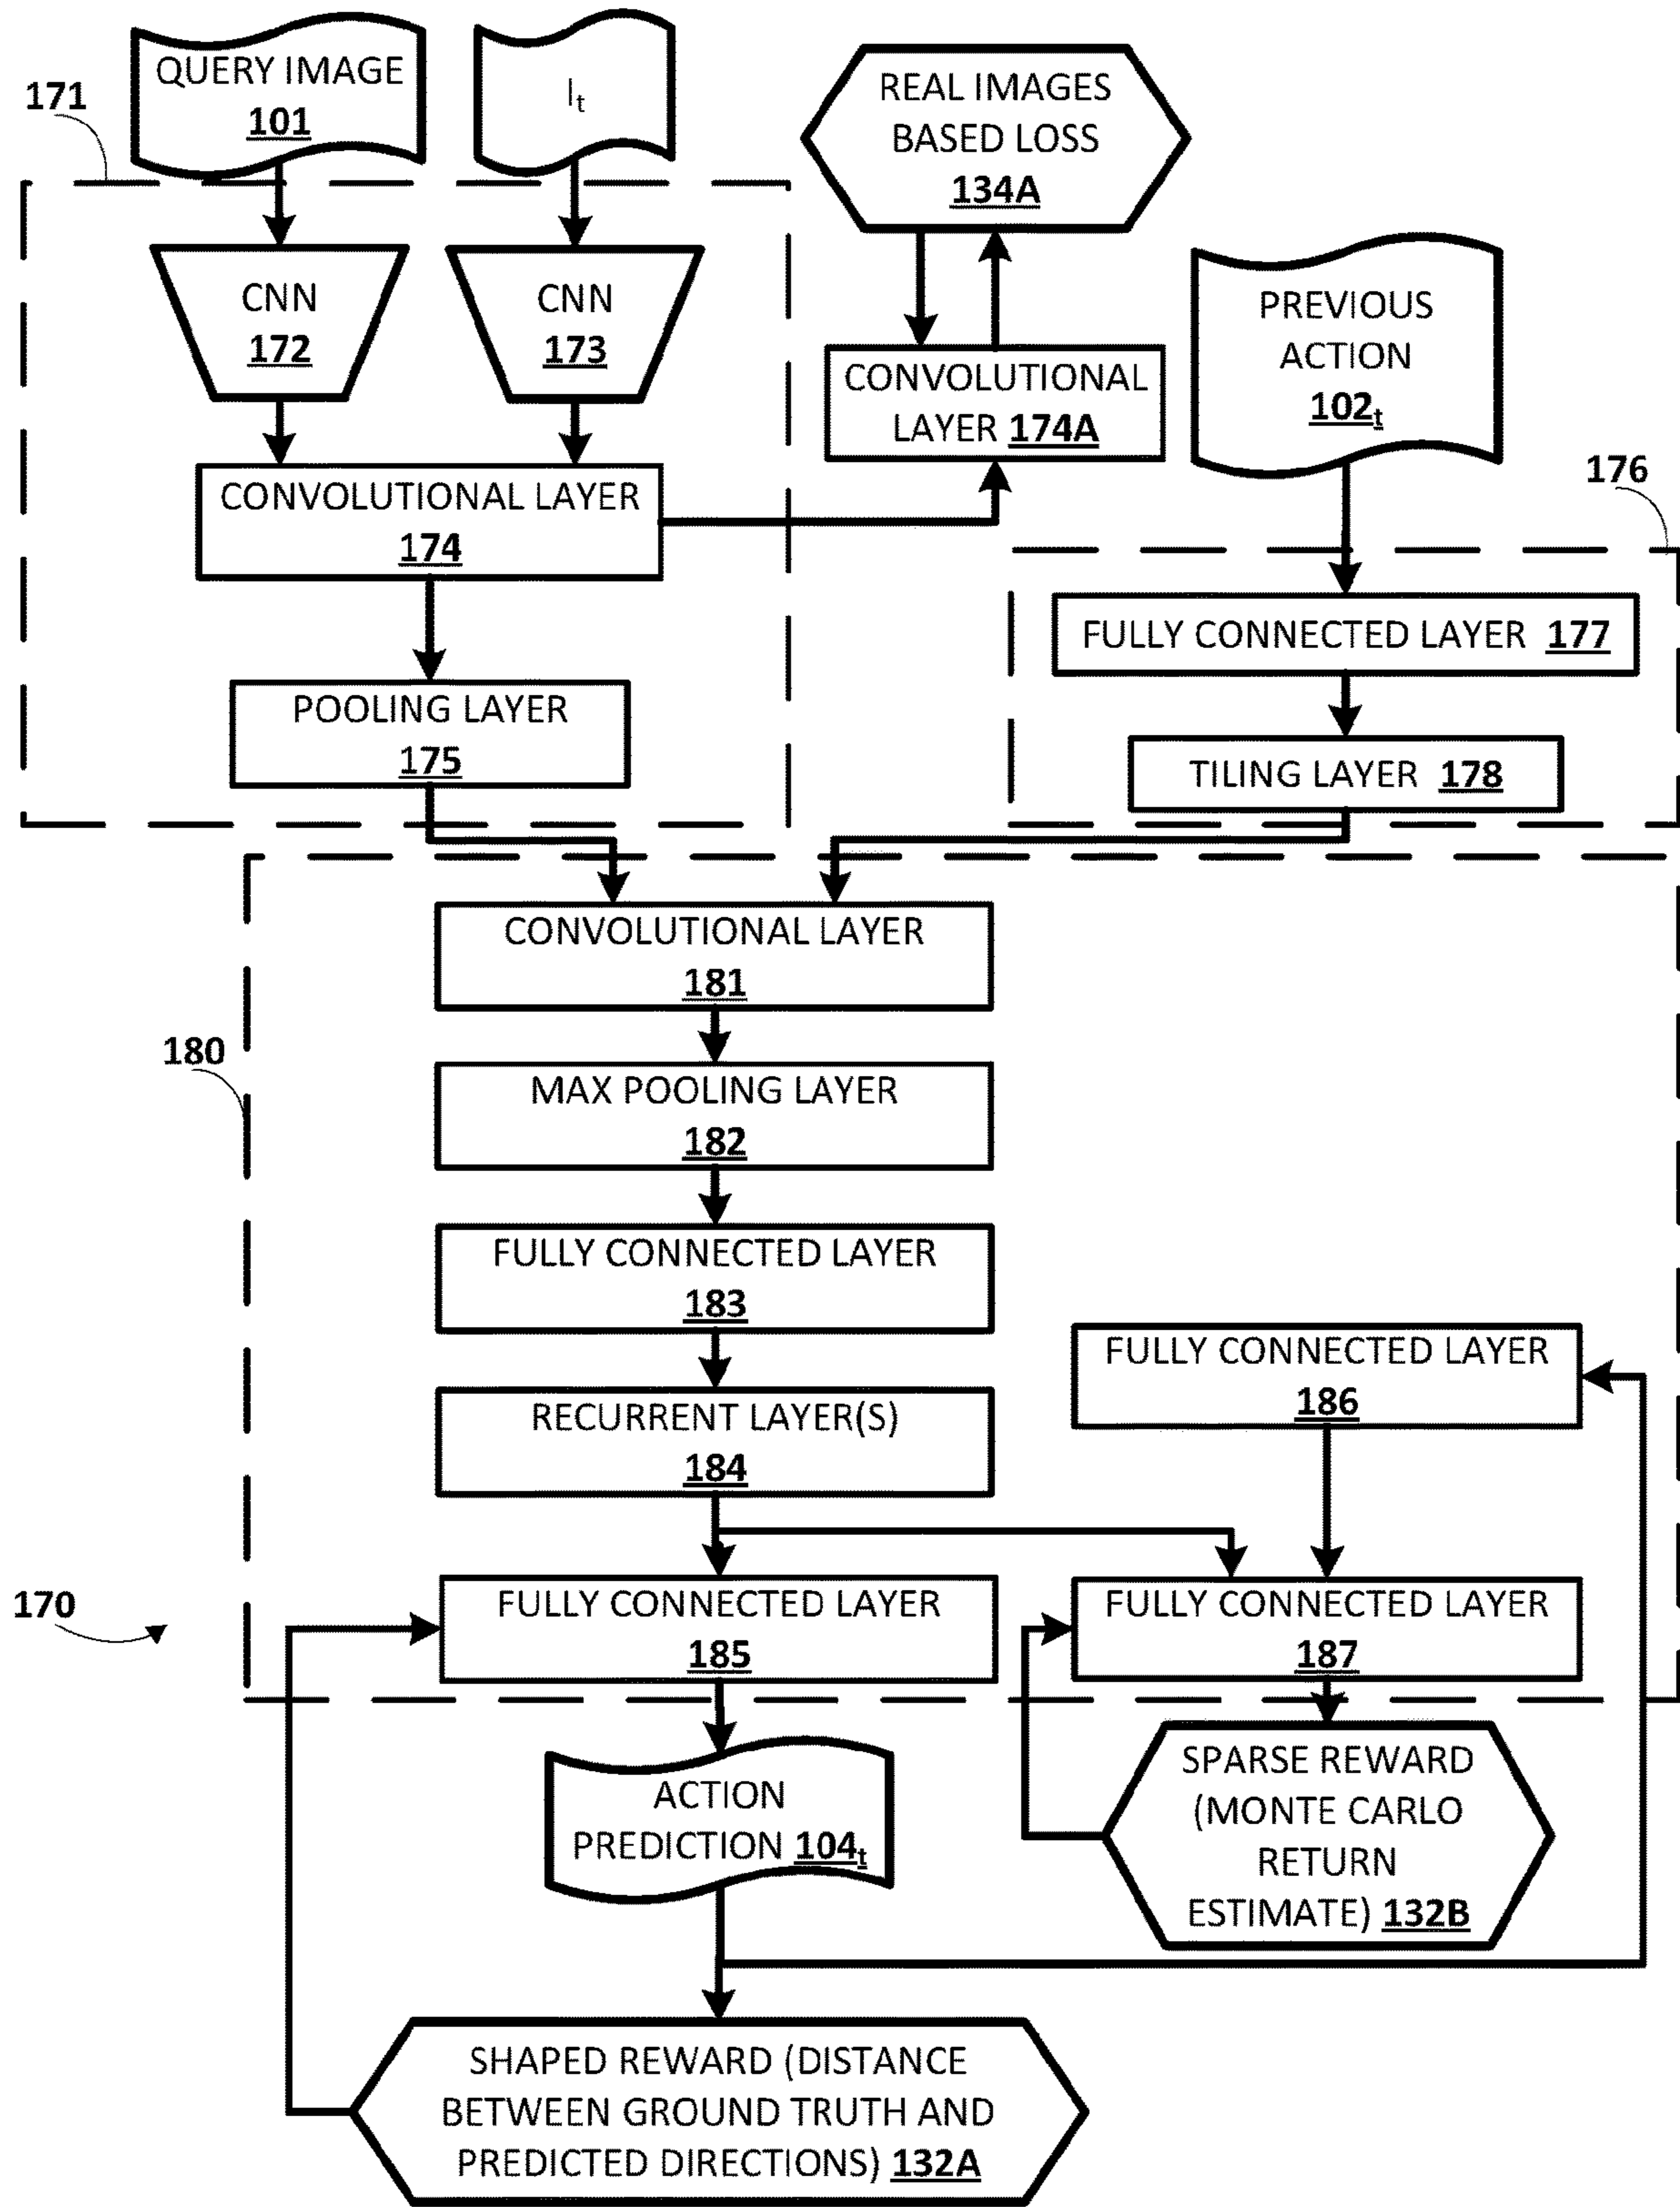 QUERY IMAGE
101
I_t
REAL IMAGES
BASED LOSS
134A
171
CNN
172
CNN
173
PREVIOUS
ACTION
102_t
CONVOLUTIONAL
LAYER 174A
CONVOLUTIONAL LAYER
174
176
FULLY CONNECTED LAYER 177
POOLING LAYER
175
TILING LAYER 178
CONVOLUTIONAL LAYER
181
180
MAX POOLING LAYER
182
FULLY CONNECTED LAYER
183
FULLY CONNECTED LAYER
186
RECURRENT LAYER(S)
184
170
FULLY CONNECTED LAYER
185
FULLY CONNECTED LAYER
187
ACTION
PREDICTION 104_t
SPARSE REWARD
(MONTE CARLO
RETURN
ESTIMATE) 132B
SHAPED REWARD (DISTANCE
BETWEEN GROUND TRUTH AND
PREDICTED DIRECTIONS) 132A